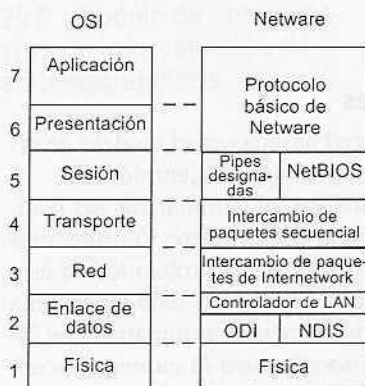 OSI
Netware
7
Aplicación
Protocolo
básico de
Netware
6
Presentación
5
Sesión
Pipes
designa-
das
NetBIOS
4
Transporte
Intercambio de
paquetes secuencial
3
Red
Intercambio de paque-
tes de Internetwork
2
Enlace de
datos
Controlador de LAN
ODI
NDIS
1
Física
Física